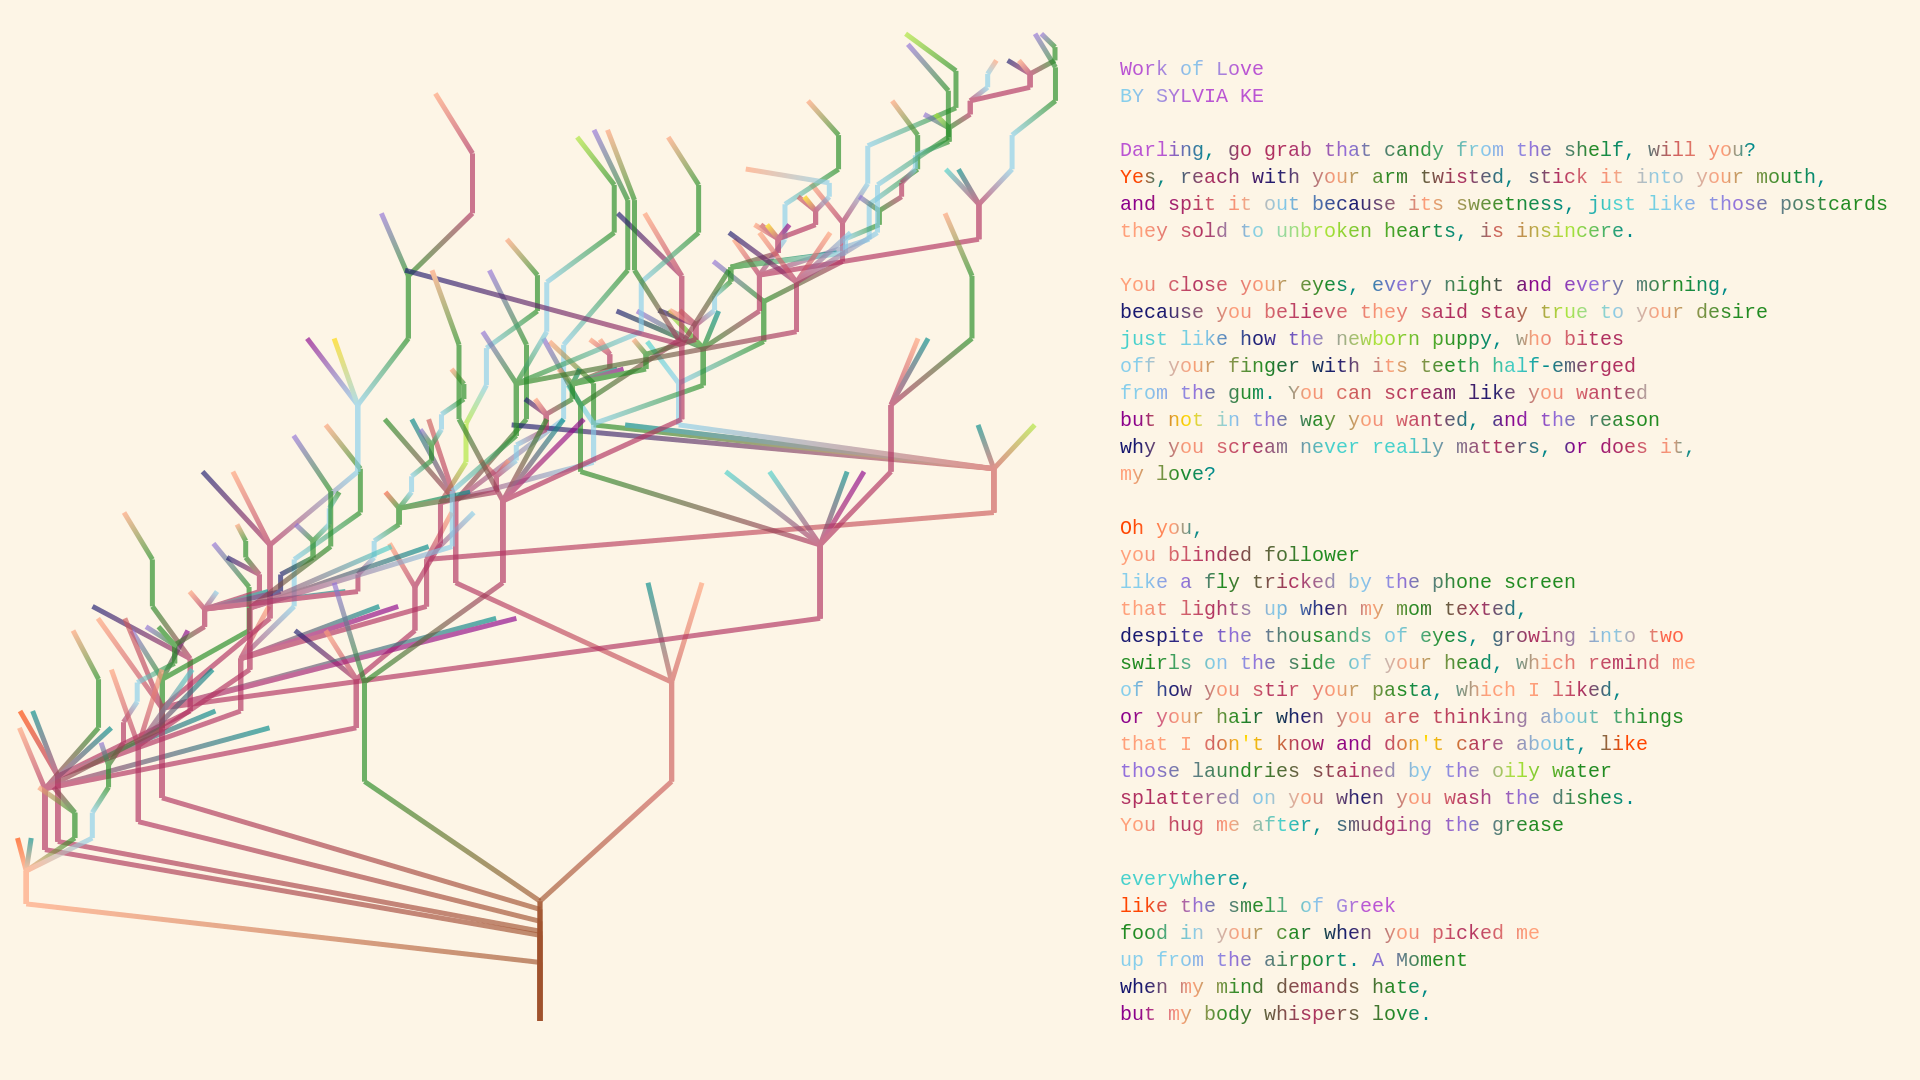 Work of Love
BY SYLVIA KE
Darling, go grab that candy from the shelf, will you?
Yes, reach with your arm twisted, stick it into your mouth,
and spit it out because its sweetness, just like those postcards
they sold to unbroken hearts, is insincere.
You close your eyes, every night and every morning,
because you believe they said stay true to your desire
just like how the newborn puppy, who bites
off your finger with its teeth half-emerged
from the gum. You can scream like you wanted
but not in the way you wanted, and the reason
why you scream never really matters, or does it,
my love?
Oh you,
you blinded follower
like a fly tricked by the phone screen
that lights up when my mom texted,
despite the thousands of eyes, growing into two
swirls on the side of your head, which remind me
of how you stir your pasta, which I liked,
or your hair when you are thinking about things
that I don't know and don't care about, like
those laundries stained by the oily water
splattered on you when you wash the dishes.
You hug me after, smudging the grease
everywhere,
like the smell of Greek
food in your car when you picked me
up from the airport. A Moment
when my mind demands hate,
but my body whispers love.